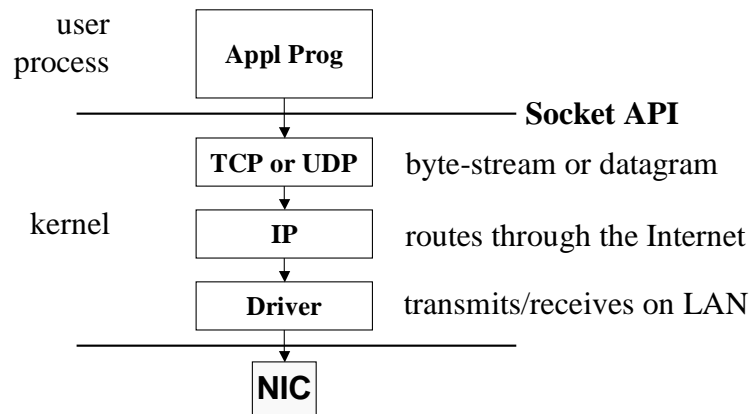 user
process
Appl Prog
Socket API
TCP or UDP
byte-stream or datagram
kernel
IP
routes through the Internet
Driver
transmits/receives on LAN
NIC